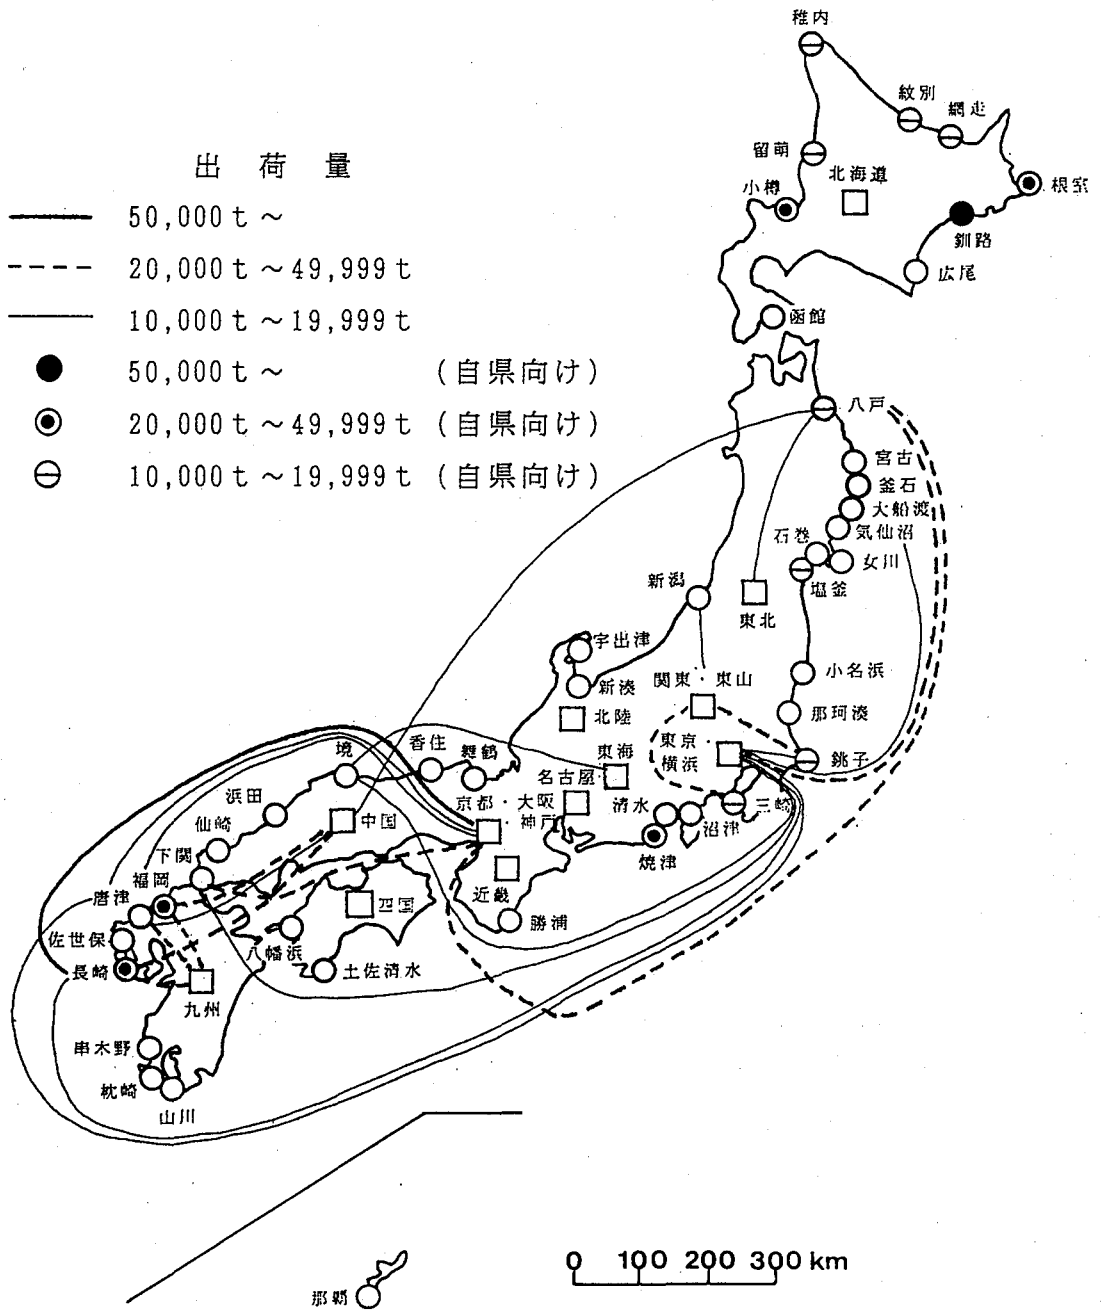 出荷量
50,000t～
20,000t～49,999t
10,000t～19,999t
50,000t～ (自県向け)
20,000t～49,999t (自県向け)
10,000t～19,999t (自県向け)
稚内
紋別
網走
留萌
北海道
小樽
根室
釧路
広尾
函館
八戸
宮古
釜石
大船渡
気仙沼
石巻
女川
塩釜
新潟
東北
宇出津
新湊
北陸
小名浜
関東・東山
那珂湊
東京・
横浜
銚子
東海
名古屋
境
香住
舞鶴
京都・大阪
・神戸
清水
沼津
三崎
焼津
浜田
仙崎
中国
下関
福岡
唐津
近畿
勝浦
四国
佐世保
八幡浜
土佐清水
長崎
九州
串木野
枕崎
山川
那覇
0 100 200 300 km